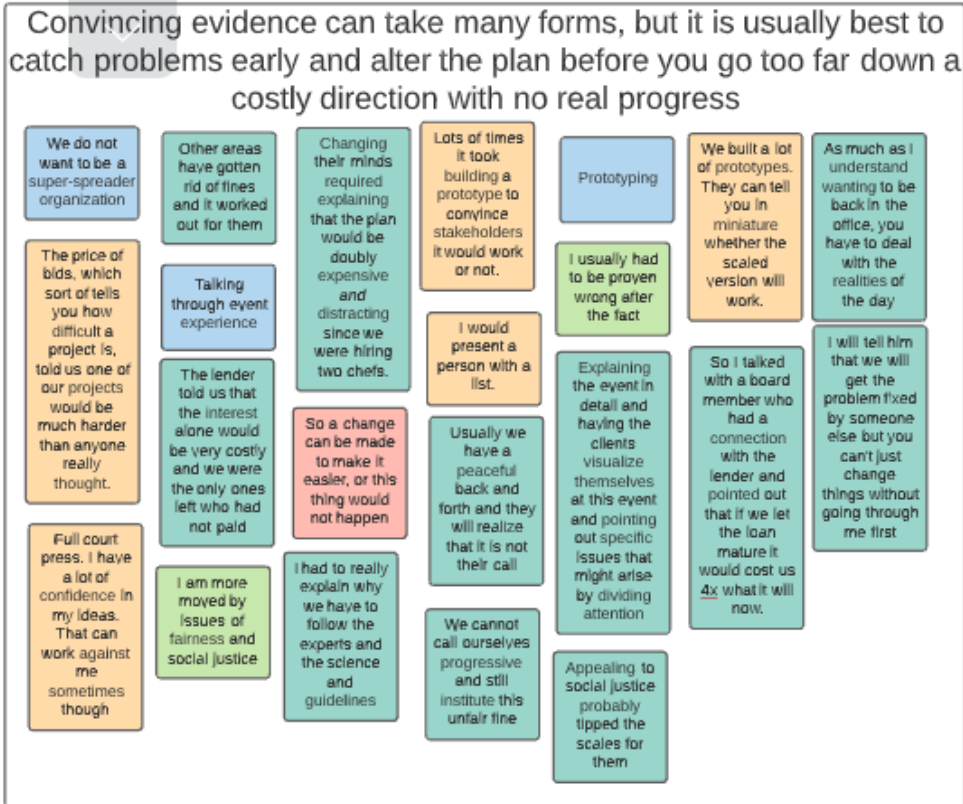 Convincing evidence can take many forms, but it is usually best to
catch problems early and alter the plan before you go too far down a
costly direction with no real progress
We do not
want to be a
super-spreader
organization
The price of
bids, which
sort of tells
you how
difficult a
project is,
told us one of
our projects
would be
much harder
than anyone
really
thought.
Full court
press. I have
a lot of
confidence in
my ideas.
That can
work against
me
sometimes
though
Other areas
have gotten
rid of fines
and it worked
out for them
Talking
through event
experience
The lender
told us that
the interest
alone would
be very costly
and we were
the only ones
left who had
not paid
I am more
moved by
issues of
fairness and
social justice
Changing
their minds
required
explaining
that the plan
would be
doubly
expensive
and
distracting
since we
were hiring
two chefs.
So a change
can be made
to make it
easier, or this
thing would
not happen
I had to really
explain why
we have to
follow the
experts and
the science
and
guidelines
Lots of times
it took
building a
prototype to
convince
stakeholders
it would work
or not.
I would
present a
person with a
list.
Usually we
have a
peaceful
back and
forth and they
will realize
that it is not
their call
We cannot
call ourselves
progressive
and still
institute this
unfair fine
Prototyping
I usually had
to be proven
wrong after
the fact
Explaining
the event in
detail and
having the
clients
visualize
themselves
at this event
and pointing
out specific
issues that
might arise
by dividing
attention
Appealing to
social justice
probably
tipped the
scales for
them
We built a lot
of prototypes.
They can tell
you in
miniature
whether the
scaled
version will
work.
So I talked
with a board
member who
had a
connection
with the
lender and
pointed out
that if we let
the loan
mature it
would cost us
4x what it will
now.
As much as I
understand
wanting to be
back in the
office, you
have to deal
with the
realities of
the day
I will tell him
that we will
get the
problem fixed
by someone
else but you
can't just
change
things without
going through
me first